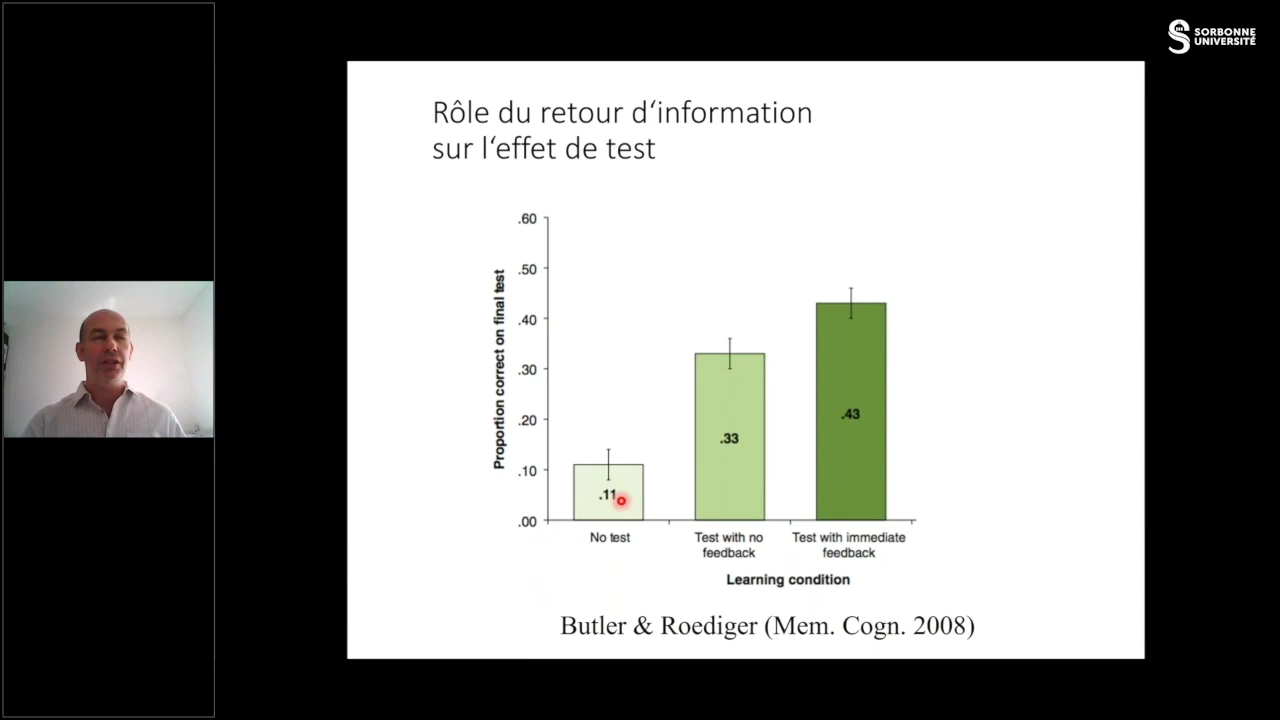 SORBONNE
UNIVERSITÉ
Rôle du retour d‘information
sur l‘effet de test
Proportion correct on final test
.60
.50
.40
.30
.20
.10
.00
.11
.33
.43
No test
Test with no
feedback
Test with immediate
feedback
Learning condition
Butler & Roediger (Mem. Cogn. 2008)